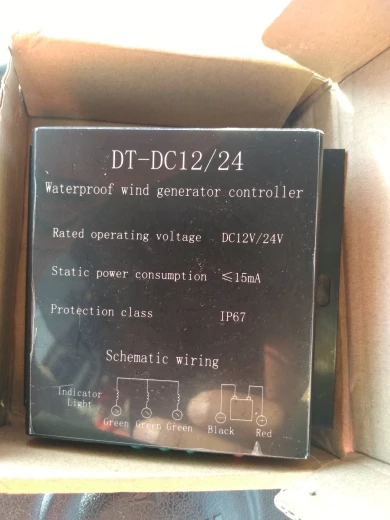 DT-DC12/24
Waterproof wind generator controller
Rated operating voltage DC12V/24V
Static power consumption ≤15mA
Protection class IP67
Schematic wiring
Indicator
Light
Green Green Green Black Red